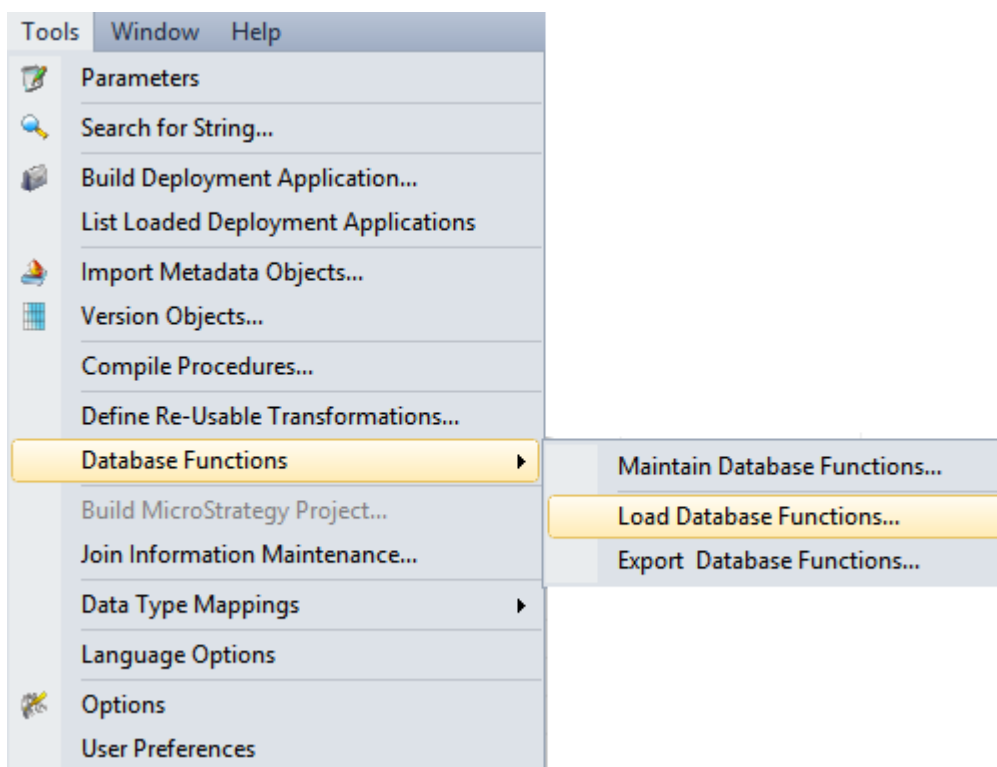 Tools Window Help
Parameters
Search for String...
Build Deployment Application...
List Loaded Deployment Applications
Import Metadata Objects...
Version Objects...
Compile Procedures...
Define Re-Usable Transformations...
Database Functions
Maintain Database Functions...
Load Database Functions...
Export Database Functions...
Build MicroStrategy Project...
Join Information Maintenance...
Data Type Mappings
Language Options
Options
User Preferences